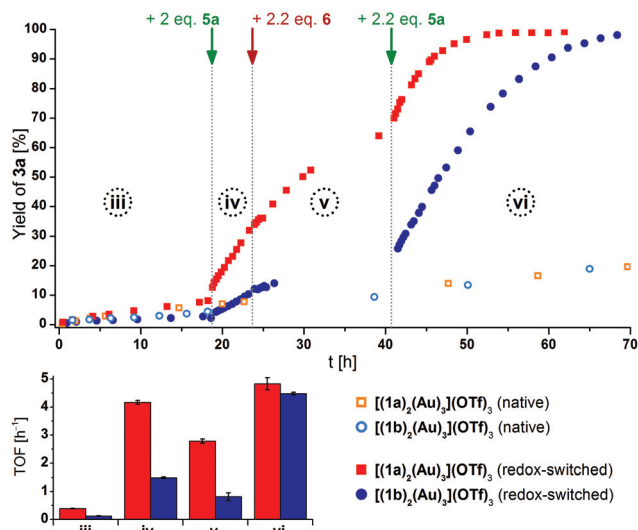 + 2 eq. 5a + 2.2 eq. 6 + 2.2 eq. 5a
Yield of 3a [%]
100
90
80
70
60
50
40
30
20
10
0
iii iv v vi
0 10 20 30 40 50 60 70
t [h]
TOF [h⁻¹]
5
4
3
2
1
0
iii iv v vi
[(1a)₂(Au)₃](OTf)₃ (native)
[(1b)₂(Au)₃](OTf)₃ (native)
[(1a)₂(Au)₃](OTf)₃ (redox-switched)
[(1b)₂(Au)₃](OTf)₃ (redox-switched)